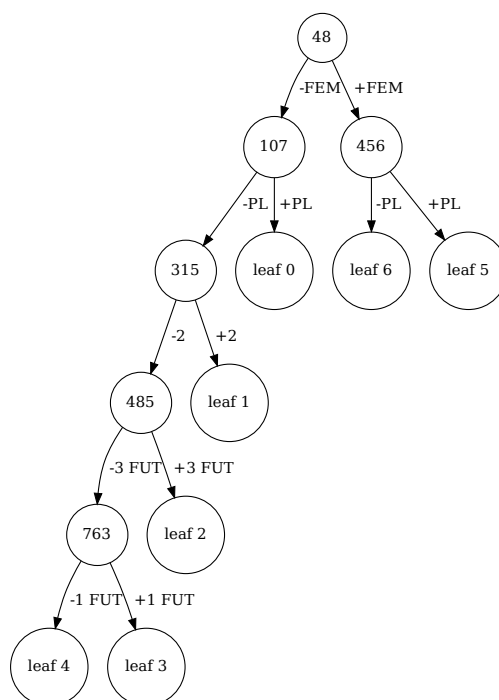 48
-FEM +FEM
107 456
-PL +PL -PL +PL
315 leaf 0 leaf 6 leaf 5
-2 +2
485 leaf 1
-3 FUT +3 FUT
763 leaf 2
-1 FUT +1 FUT
leaf 4 leaf 3